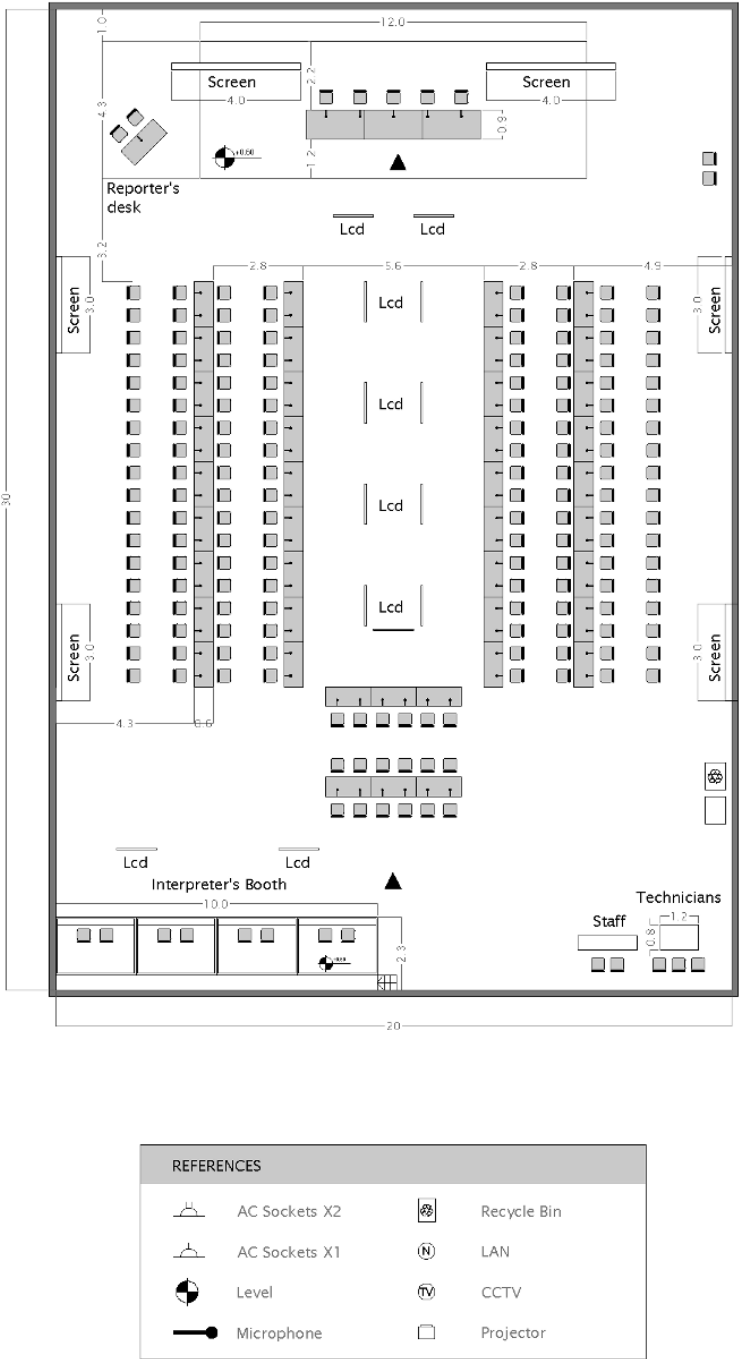 1.0
12.0
Screen
4.0
Screen
4.0
2.2
4.3
0.9
+0.60
1.2
Reporter's
desk
Lcd
Lcd
3.2
2.8
5.6
2.8
4.9
Screen
3.0
Lcd
3.0
Screen
Lcd
30
Lcd
Lcd
Screen
3.0
3.0
Screen
4.3
0.6
Lcd
Lcd
Interpreter's Booth
10.0
2.3
Technicians
Staff
1.2
0.8
20
REFERENCES
AC Sockets X2
Recycle Bin
AC Sockets X1
N
LAN
Level
TV
CCTV
Microphone
Projector